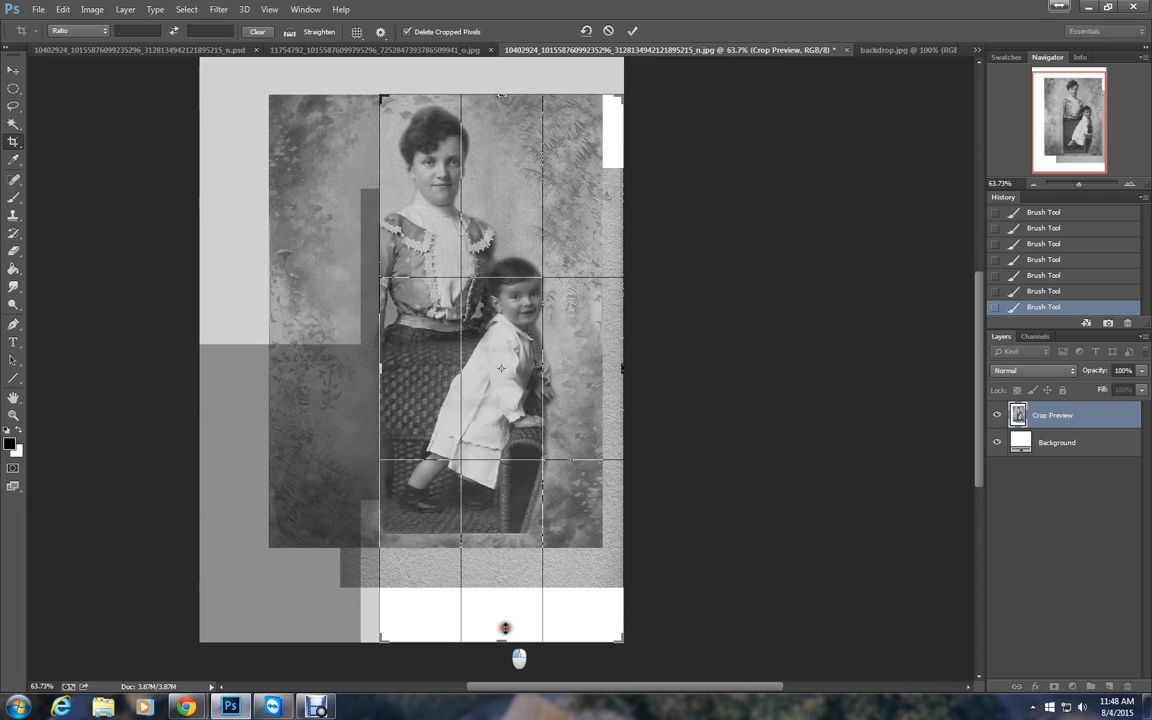 Ps File Edit Image Layer Type Select Filter 3D View Window Help
Ratio Clear Straighten Delete Cropped Pixels Essentials
10402924_10155876099235296_3128134942121895215_n.psd × 11754792_10155876099795296_7252847393786509941_o.jpg × 10402924_10155876099235296_3128134942121895215_n.jpg @ 63.7% (Crop Preview, RGB/8) * × backdrop.jpg @ 100% (RGB
Swatches Navigator Info
63.73%
History
Brush Tool
Brush Tool
Brush Tool
Brush Tool
Brush Tool
Brush Tool
Brush Tool
Layers Channels
Kind
Normal Opacity: 100%
Lock: Fill: 100%
Crop Preview
Background
63.73% Doc: 3.87M/3.87M
11:48 AM
8/4/2015